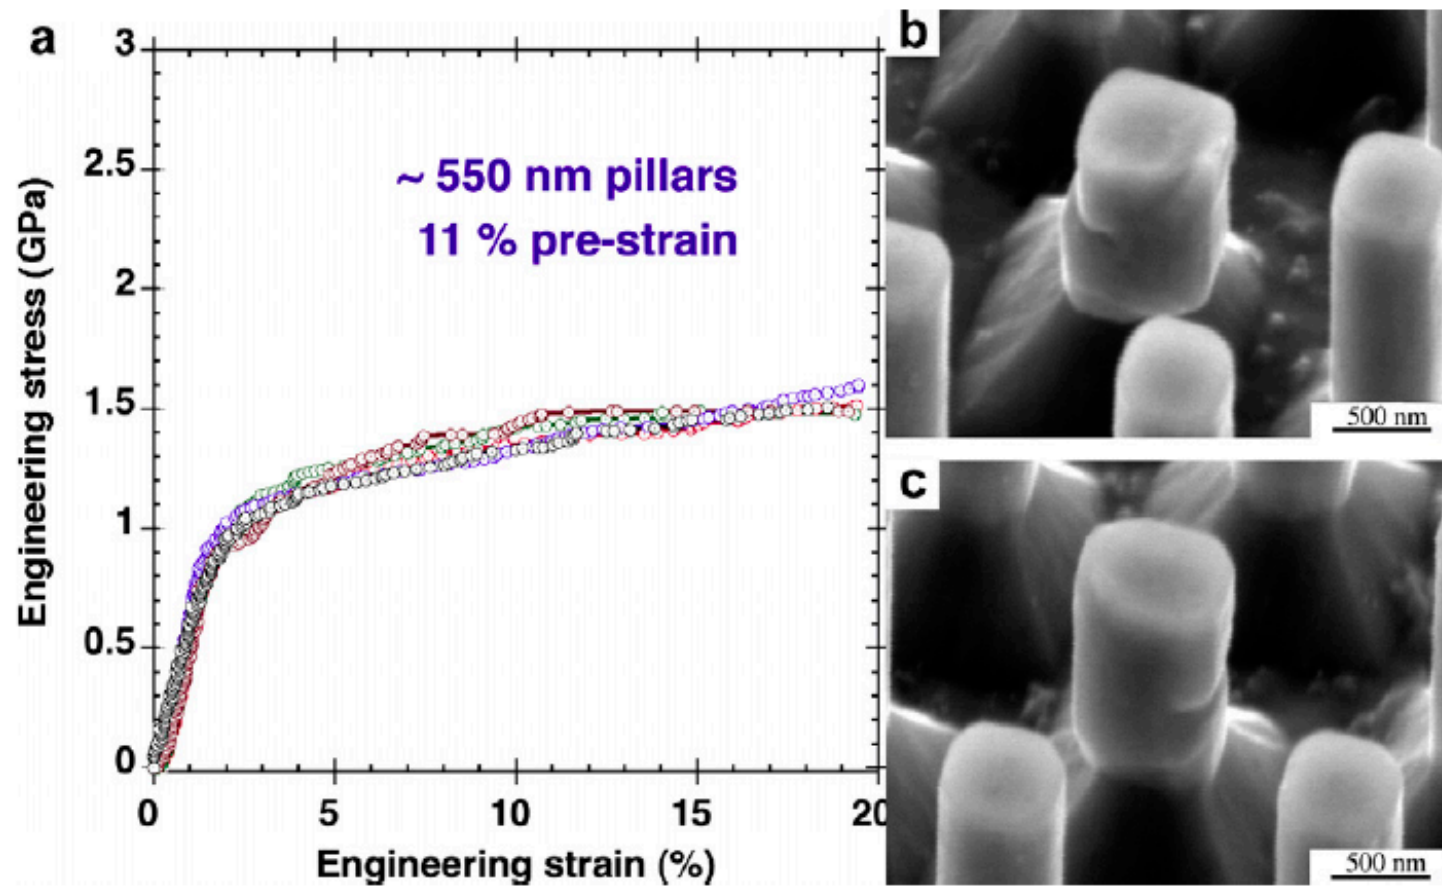 a
3
2.5
2
1.5
1
0.5
0
Engineering stress (GPa)
~ 550 nm pillars
11 % pre-strain
0 5 10 15 20
Engineering strain (%)
b
500 nm
c
500 nm